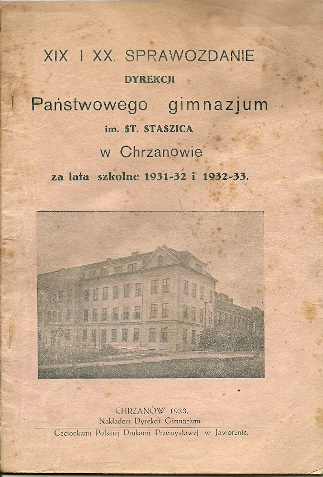 XIX I XX. SPRAWOZDANIE
DYREKCJI
Państwowego gimnazjum
im. ST. STASZICA
w Chrzanowie
za lata szkolne 1931-32 i 1932-33.
CHRZANÓW 1933.
Nakładem Dyrekcji Gimnazjum.
Czcionkami Polskiej Drukarni Przemysłowej w Jaworznie.